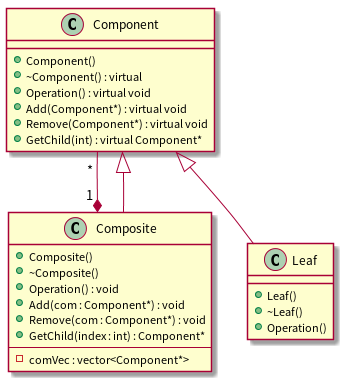 C Component
Component()
~Component() : virtual
Operation() : virtual void
Add(Component*) : virtual void
Remove(Component*) : virtual void
GetChild(int) : virtual Component*
*
1
C Composite
Composite()
~Composite()
Operation() : void
Add(com : Component*) : void
Remove(com : Component*) : void
GetChild(index : int) : Component*
comVec : vector<Component*>
C Leaf
Leaf()
~Leaf()
Operation()